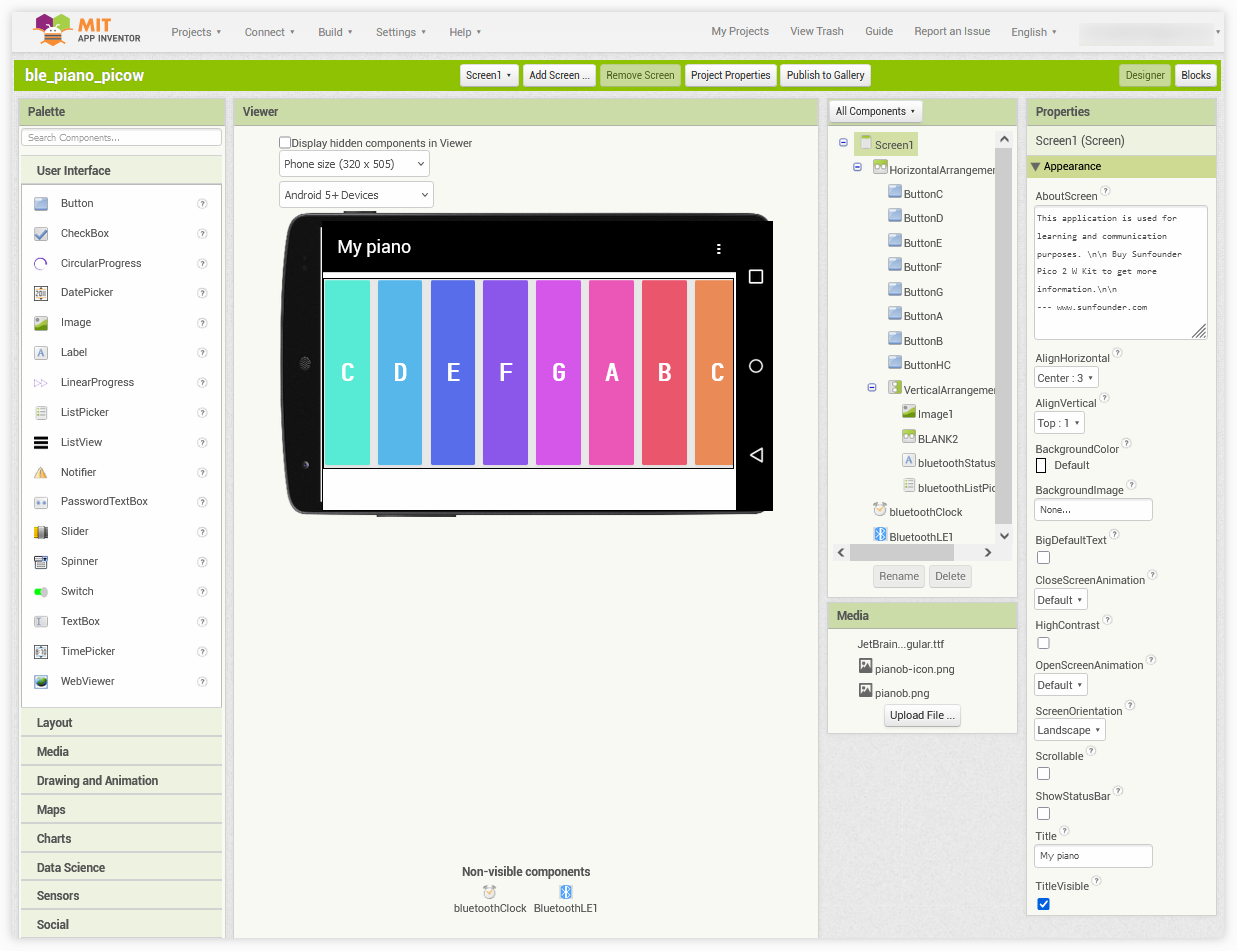 MIT
APP INVENTOR
Projects
Connect
Build
Settings
Help
My Projects
View Trash
Guide
Report an Issue
English
ble_piano_picow
Screen1
Add Screen ...
Remove Screen
Project Properties
Publish to Gallery
Designer
Blocks
Palette
Search Components...
User Interface
Button
CheckBox
CircularProgress
DatePicker
Image
Label
LinearProgress
ListPicker
ListView
Notifier
PasswordTextBox
Slider
Spinner
Switch
TextBox
TimePicker
WebViewer
Layout
Media
Drawing and Animation
Maps
Charts
Data Science
Sensors
Social
Viewer
Display hidden components in Viewer
Phone size (320 x 505)
Android 5+ Devices
My piano
C D E F G A B C
Non-visible components
bluetoothClock
BluetoothLE1
All Components
Screen1
HorizontalArrangemer
ButtonC
ButtonD
ButtonE
ButtonF
ButtonG
ButtonA
ButtonB
ButtonHC
VerticalArrangemer
Image1
BLANK2
bluetoothStatus
bluetoothListPic
bluetoothClock
BluetoothLE1
Rename
Delete
Media
JetBrain...gular.ttf
pianob-icon.png
pianob.png
Upload File ...
Properties
Screen1 (Screen)
Appearance
AboutScreen
This application is used for
learning and communication
purposes. \n\n Buy Sunfounder
Pico 2 W Kit to get more
information.\n\n
--- www.sunfounder.com
AlignHorizontal
Center : 3
AlignVertical
Top : 1
BackgroundColor
Default
BackgroundImage
None...
BigDefaultText
CloseScreenAnimation
Default
HighContrast
OpenScreenAnimation
Default
ScreenOrientation
Landscape
Scrollable
ShowStatusBar
Title
My piano
TitleVisible